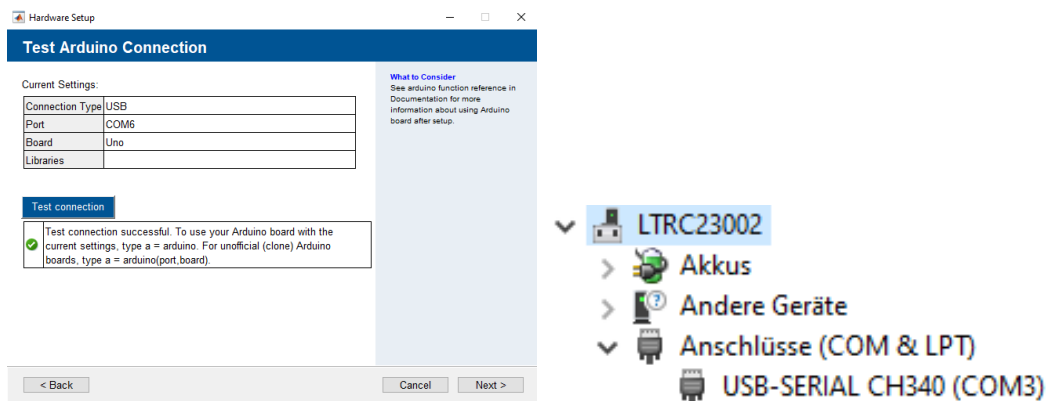 Hardware Setup
Test Arduino Connection
Current Settings:
Connection Type USB
Port COM6
Board Uno
Libraries
Test connection
Test connection successful. To use your Arduino board with the
current settings, type a = arduino. For unofficial (clone) Arduino
boards, type a = arduino(port,board).
What to Consider
See arduino function reference in
Documentation for more
information about using Arduino
board after setup.
< Back
Cancel
Next >
LTRC23002
Akkus
Andere Geräte
Anschlüsse (COM & LPT)
USB-SERIAL CH340 (COM3)